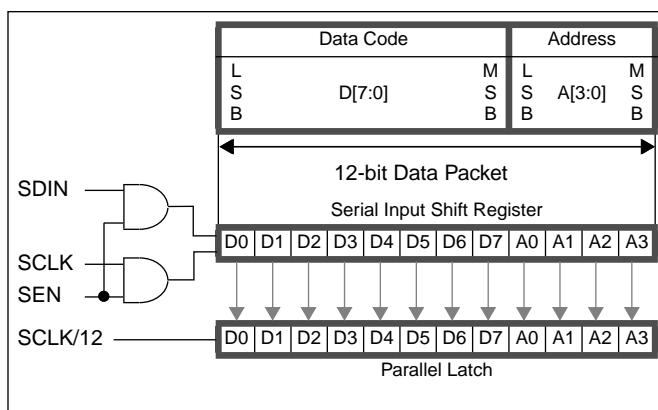 Data Code Address
L M L M
S D[7:0] S S A[3:0] S
B B B B
12-bit Data Packet
SDIN
Serial Input Shift Register
D0 D1 D2 D3 D4 D5 D6 D7 A0 A1 A2 A3
SCLK
SEN
SCLK/12
D0 D1 D2 D3 D4 D5 D6 D7 A0 A1 A2 A3
Parallel Latch